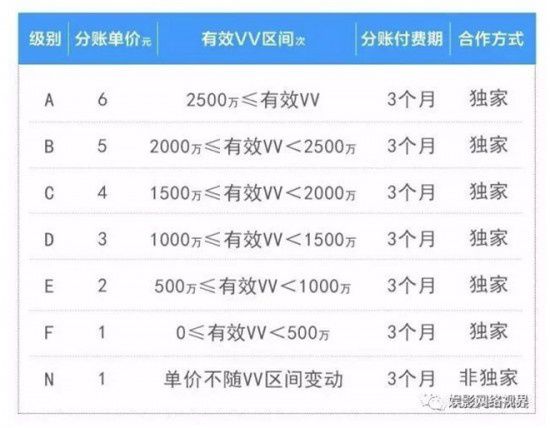 级别 分账单价元 有效VV区间次 分账付费期 合作方式
A 6 2500万≤有效VV 3个月 独家
B 5 2000万≤有效VV<2500万 3个月 独家
C 4 1500万≤有效VV<2000万 3个月 独家
D 3 1000万≤有效VV<1500万 3个月 独家
E 2 500万≤有效VV<1000万 3个月 独家
F 1 0≤有效VV<500万 3个月 独家
N 1 单价不随VV区间变动 3个月 非独家
娱影网络视界